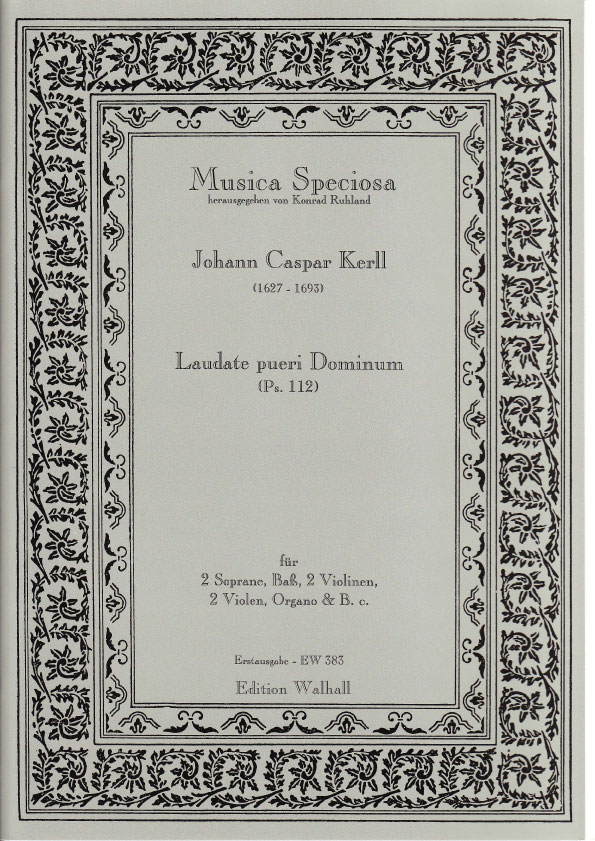 Musica Speciosa
herausgegeben von Konrad Ruhland
Johann Caspar Kerll
(1627 - 1693)
Laudate pueri Dominum
(Ps. 112)
für
2 Soprane, Baß, 2 Violinen,
2 Violen, Organo & B. c.
Erstausgabe - EW 383
Edition Walhall